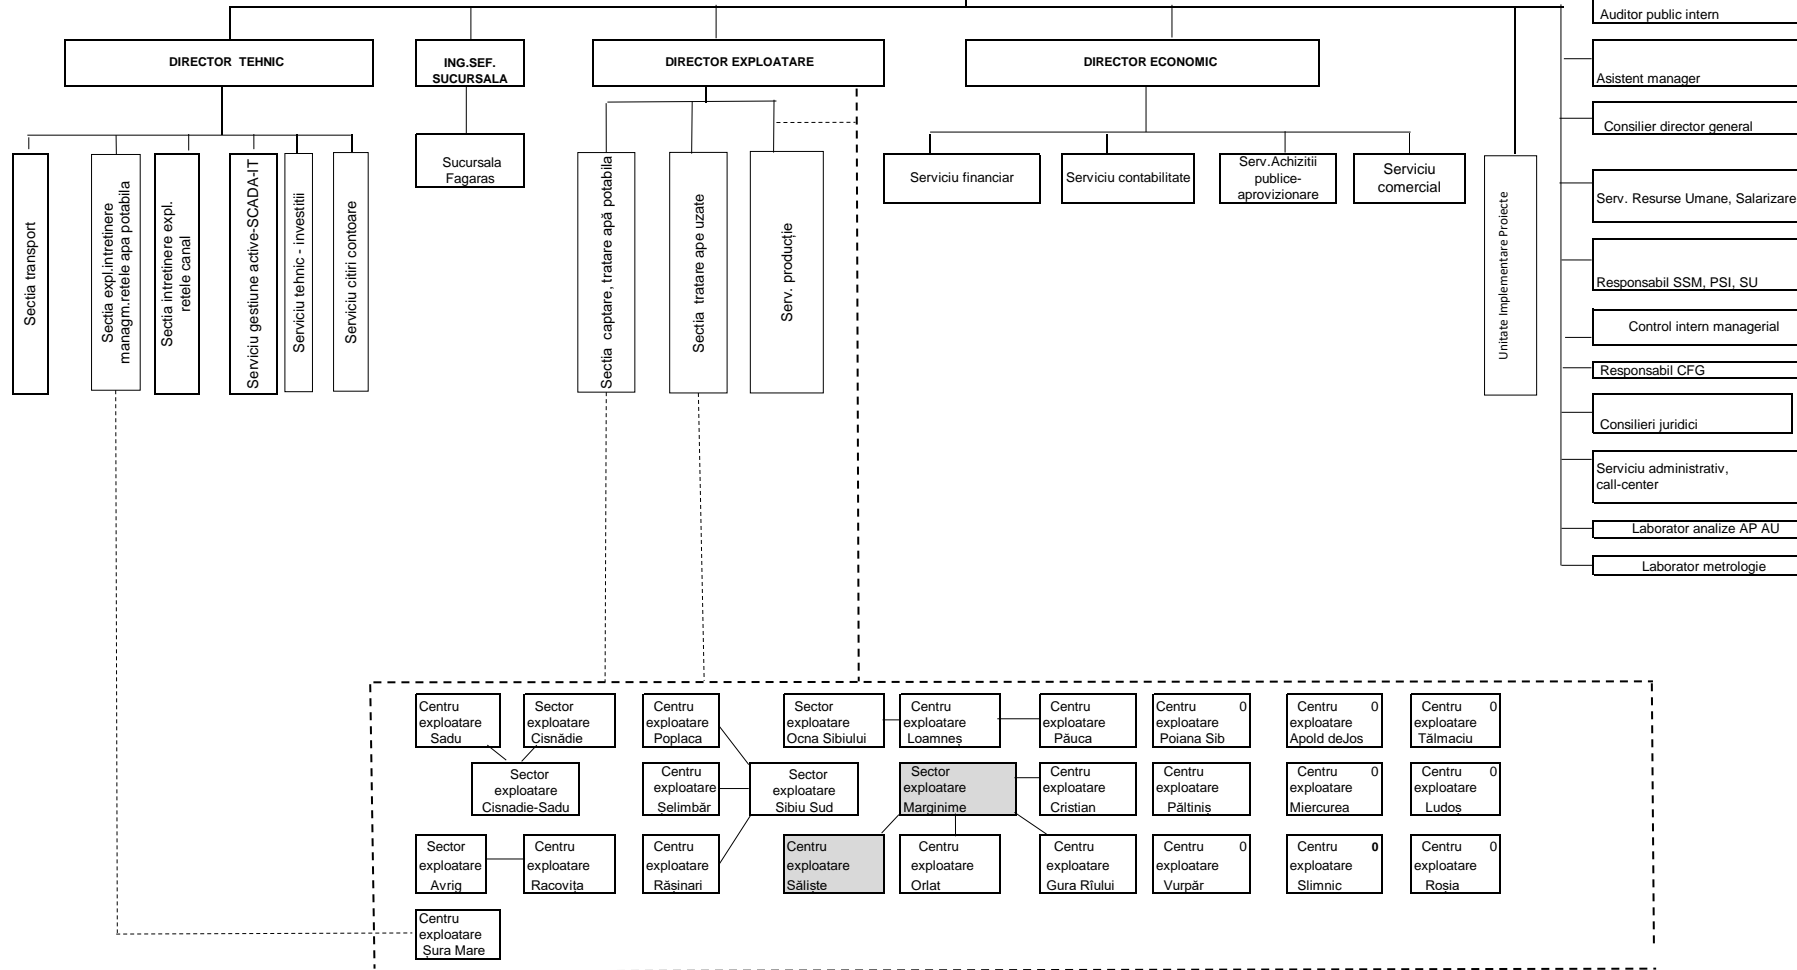 Auditor public intern
DIRECTOR TEHNIC
ING.SEF.
SUCURSALA
DIRECTOR EXPLOATARE
DIRECTOR ECONOMIC
Asistent manager
Consilier director general
Sectia transport
Sectia expl.intretinere
managm.retele apa potabila
Sectia intretinere expl.
retele canal
Serviciu gestiune active-SCADA-IT
Serviciu tehnic - investitii
Serviciu citiri contoare
Sucursala
Fagaras
Sectia captare, tratare apă potabila
Sectia tratare ape uzate
Serv. producție
Serviciu financiar
Serviciu contabilitate
Serv.Achizitii
publice-
aprovizionare
Serviciu
comercial
Unitate Implementare Proiecte
Serv. Resurse Umane, Salarizare
Responsabil SSM, PSI, SU
Control intern managerial
Responsabil CFG
Consilieri juridici
Serviciu administrativ,
call-center
Laborator analize AP AU
Laborator metrologie
Centru
exploatare
Sadu
Sector
exploatare
Cisnădie
Centru
exploatare
Poplaca
Sector
exploatare
Ocna Sibiului
Centru
exploatare
Loamneș
Centru
exploatare
Păuca
Centru 0
exploatare
Poiana Sib
Centru 0
exploatare
Apold deJos
Centru 0
exploatare
Tălmaciu
Sector
exploatare
Cisnadie-Sadu
Centru
exploatare
Șelimbăr
Sector
exploatare
Sibiu Sud
Sector
exploatare
Marginime
Centru
exploatare
Cristian
Centru
exploatare
Păltiniș
Centru 0
exploatare
Miercurea
Centru 0
exploatare
Ludoș
Sector
exploatare
Avrig
Centru
exploatare
Racovița
Centru
exploatare
Rășinari
Centru
exploatare
Săliște
Centru
exploatare
Orlat
Centru
exploatare
Gura Rîului
Centru 0
exploatare
Vurpăr
Centru 0
exploatare
Slimnic
Centru 0
exploatare
Roșia
Centru
exploatare
Șura Mare